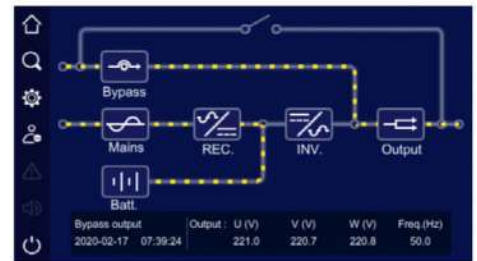 Bypass
Mains
REC.
INV.
Output
Batt.
Bypass output
Output : U (V) V (V) W (V) Freq.(Hz)
2020-02-17 07:39:24 221.0 220.7 220.8 50.0